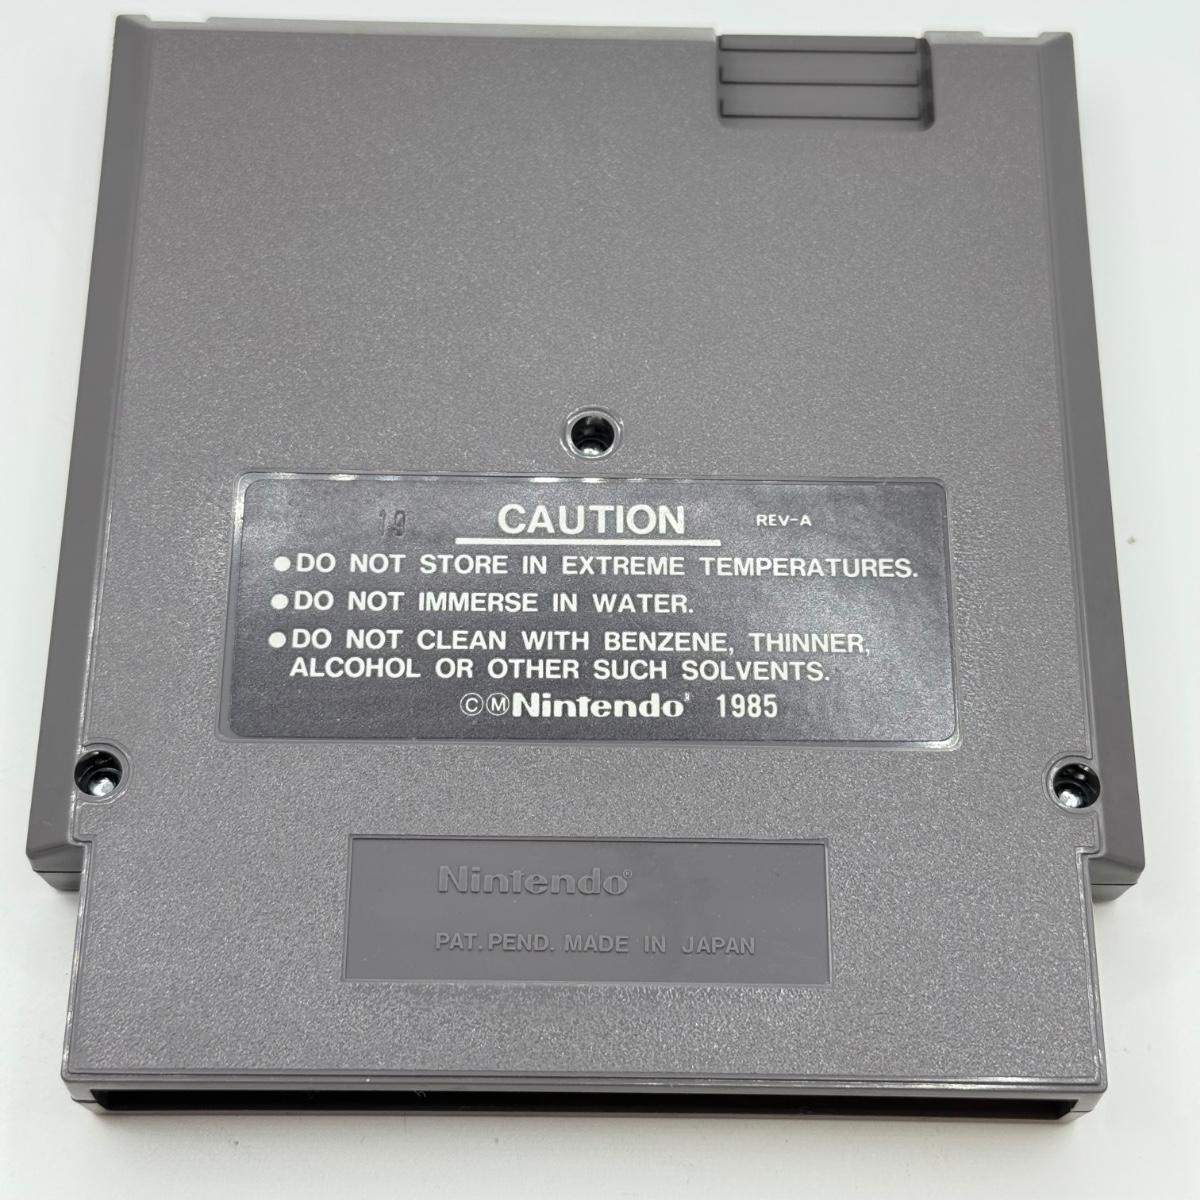 19
CAUTION REV-A
●DO NOT STORE IN EXTREME TEMPERATURES.
●DO NOT IMMERSE IN WATER.
●DO NOT CLEAN WITH BENZENE, THINNER,
ALCOHOL OR OTHER SUCH SOLVENTS.
©ⓂNintendo® 1985
Nintendo®
PAT. PEND. MADE IN JAPAN